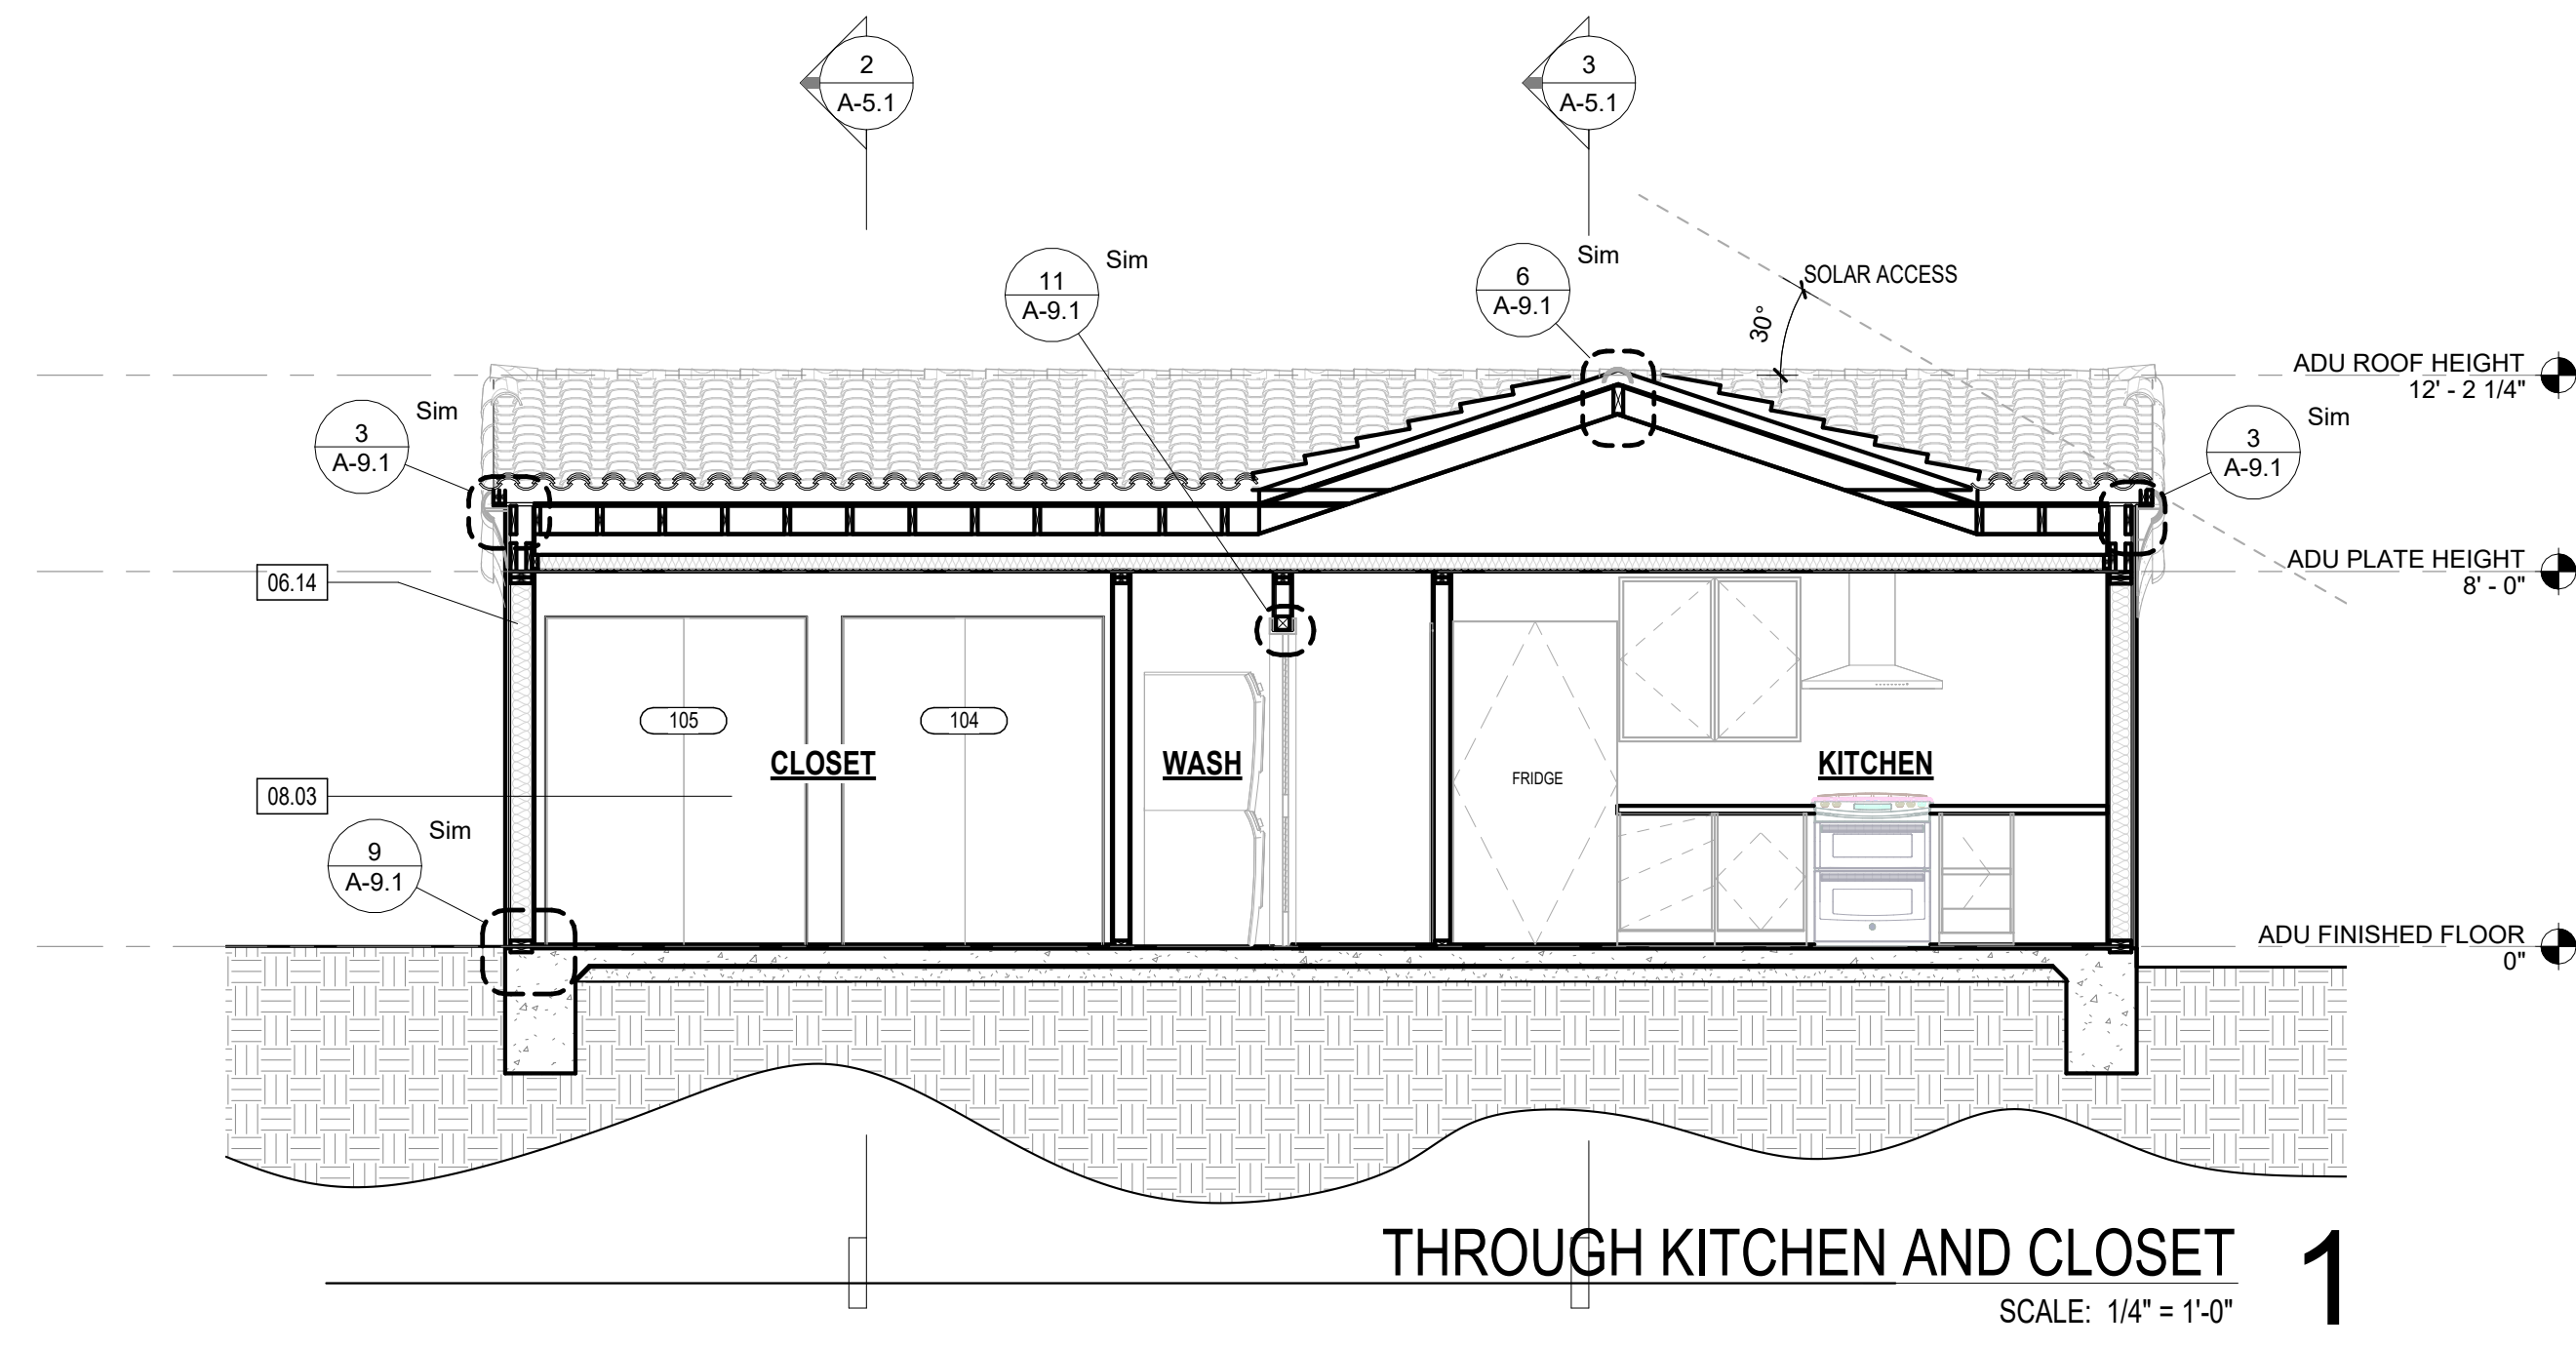 2
A-5.1
3
A-5.1
11
A-9.1
Sim
6
A-9.1
Sim
SOLAR ACCESS
30°
ADU ROOF HEIGHT
12' - 2 1/4"
3
A-9.1
Sim
3
A-9.1
Sim
ADU PLATE HEIGHT
8' - 0"
06.14
105
104
CLOSET
WASH
KITCHEN
FRIDGE
08.03
9
A-9.1
Sim
ADU FINISHED FLOOR
0"
THROUGH KITCHEN AND CLOSET
1
SCALE: 1/4" = 1'-0"